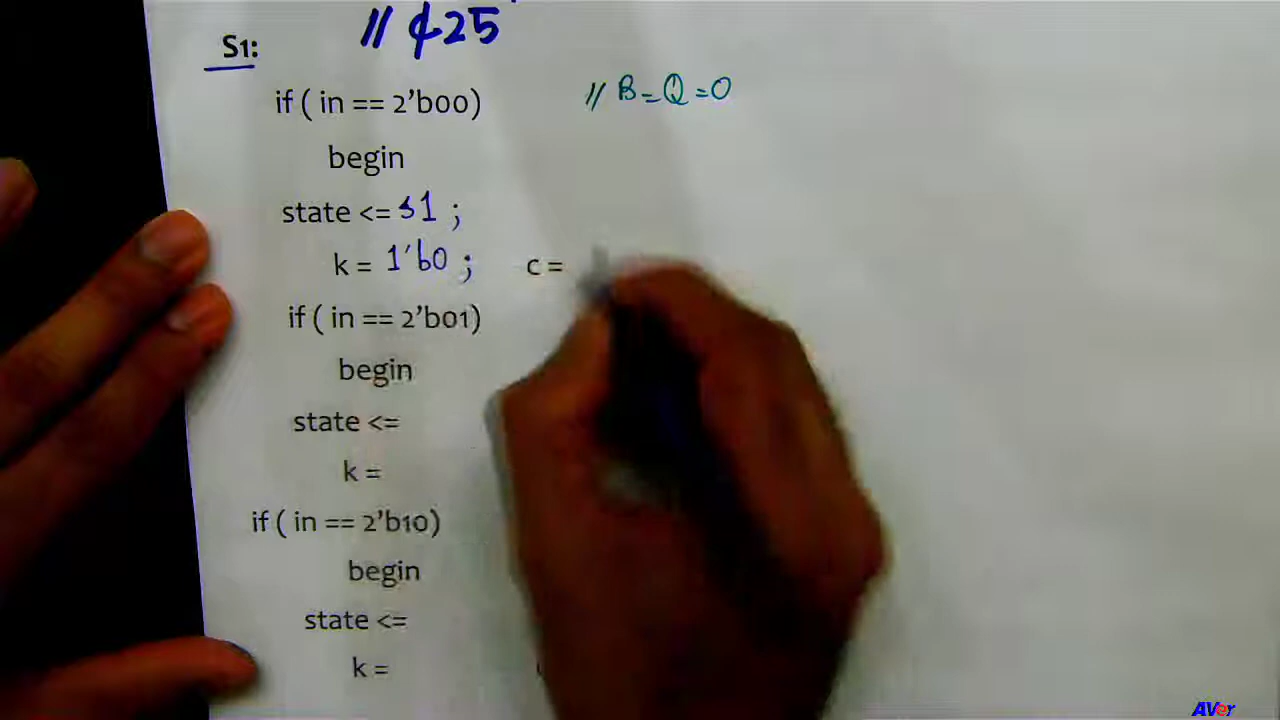 // ¢25
S1:
if ( in == 2'b00) // B=Q=0
begin
state <= s1 ;
k = 1'b0 ; c =
if ( in == 2'b01)
begin
state <=
k =
if ( in == 2'b10)
begin
state <=
k =
AVer